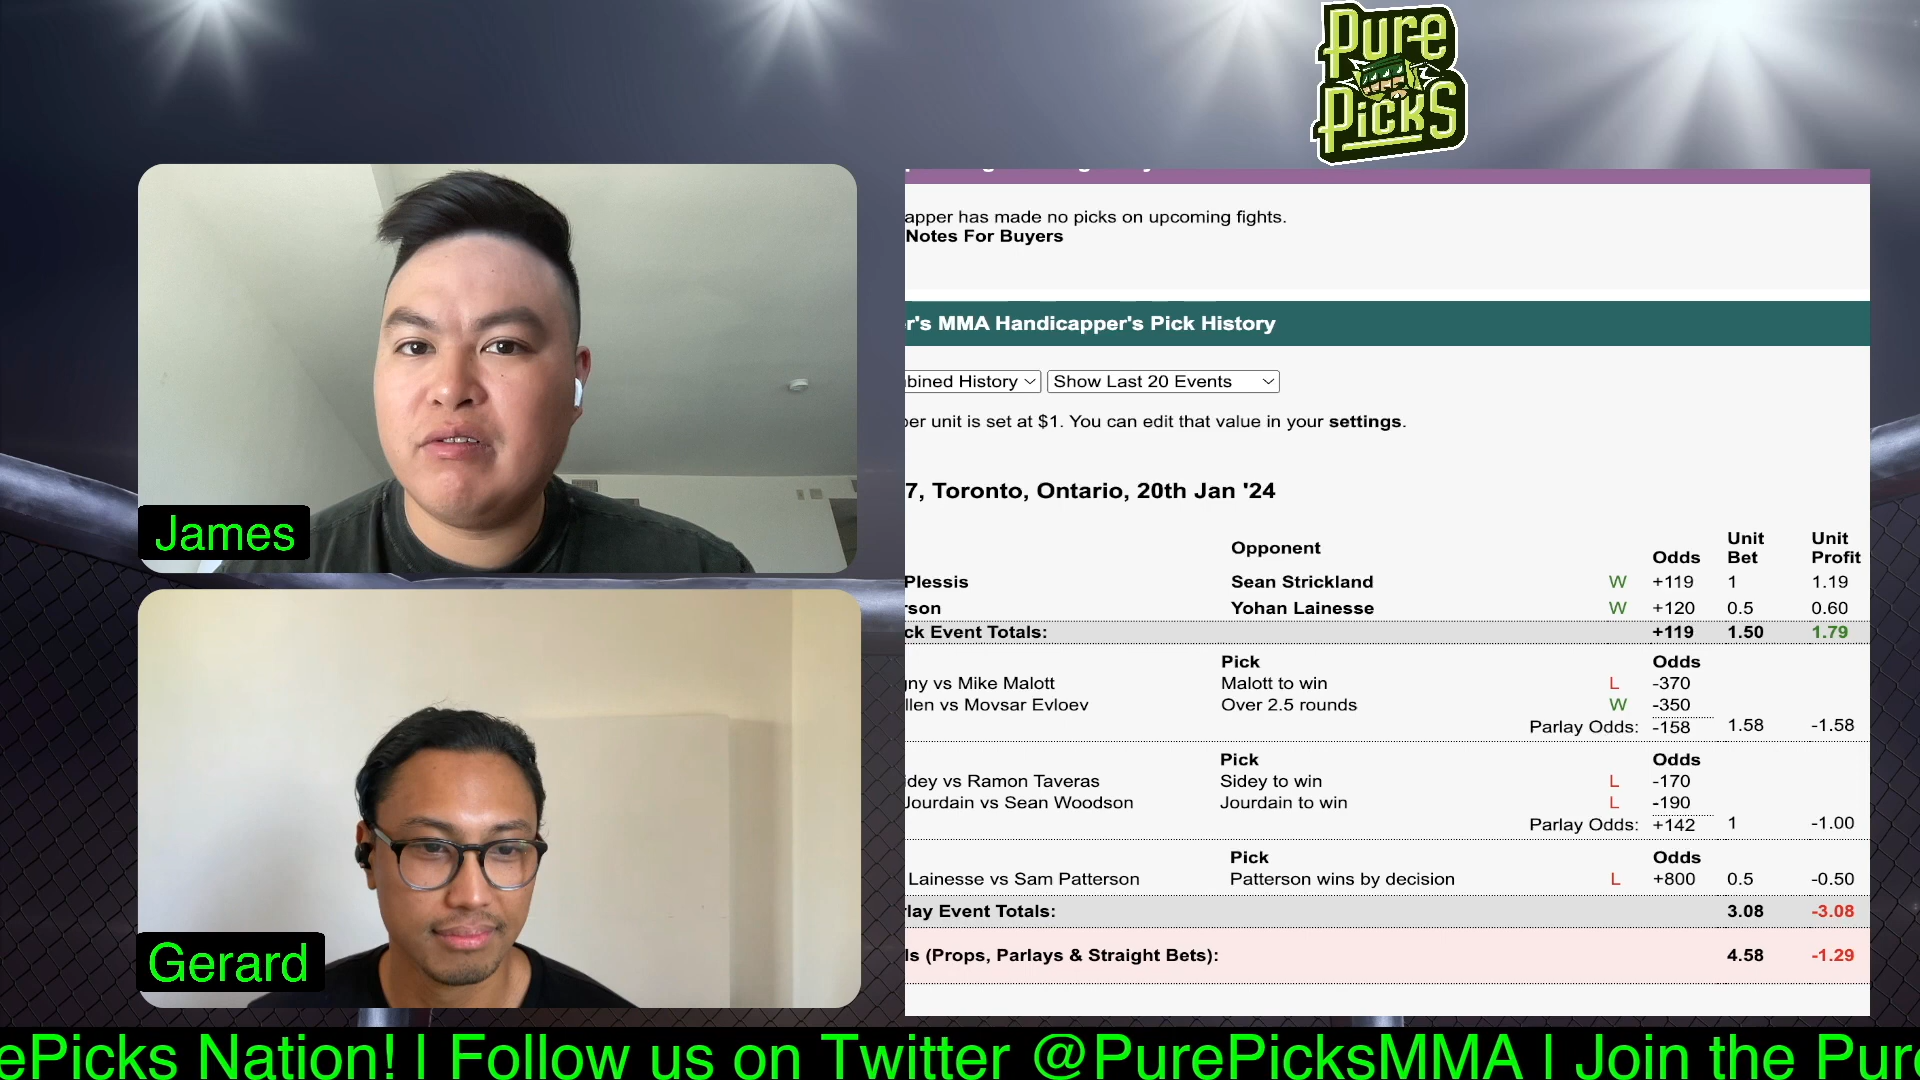 Pure
Picks
apper has made no picks on upcoming fights.
Notes For Buyers
r's MMA Handicapper's Pick History
nbined History Show Last 20 Events
per unit is set at $1. You can edit that value in your settings.
7, Toronto, Ontario, 20th Jan '24
Opponent Odds Unit Bet Unit Profit
Plessis Sean Strickland W +119 1 1.19
rson Yohan Lainesse W +120 0.5 0.60
ck Event Totals: +119 1.50 1.79
Pick Odds
gny vs Mike Malott Malott to win L -370
llen vs Movsar Evloev Over 2.5 rounds W -350
Parlay Odds: -158 1.58 -1.58
Pick Odds
idey vs Ramon Taveras Sidey to win L -170
Jourdain vs Sean Woodson Jourdain to win L -190
Parlay Odds: +142 1 -1.00
Pick Odds
Lainesse vs Sam Patterson Patterson wins by decision L +800 0.5 -0.50
rlay Event Totals: 3.08 -3.08
ls (Props, Parlays & Straight Bets): 4.58 -1.29
James
Gerard
ePicks Nation! | Follow us on Twitter @PurePicksMMA | Join the Pur